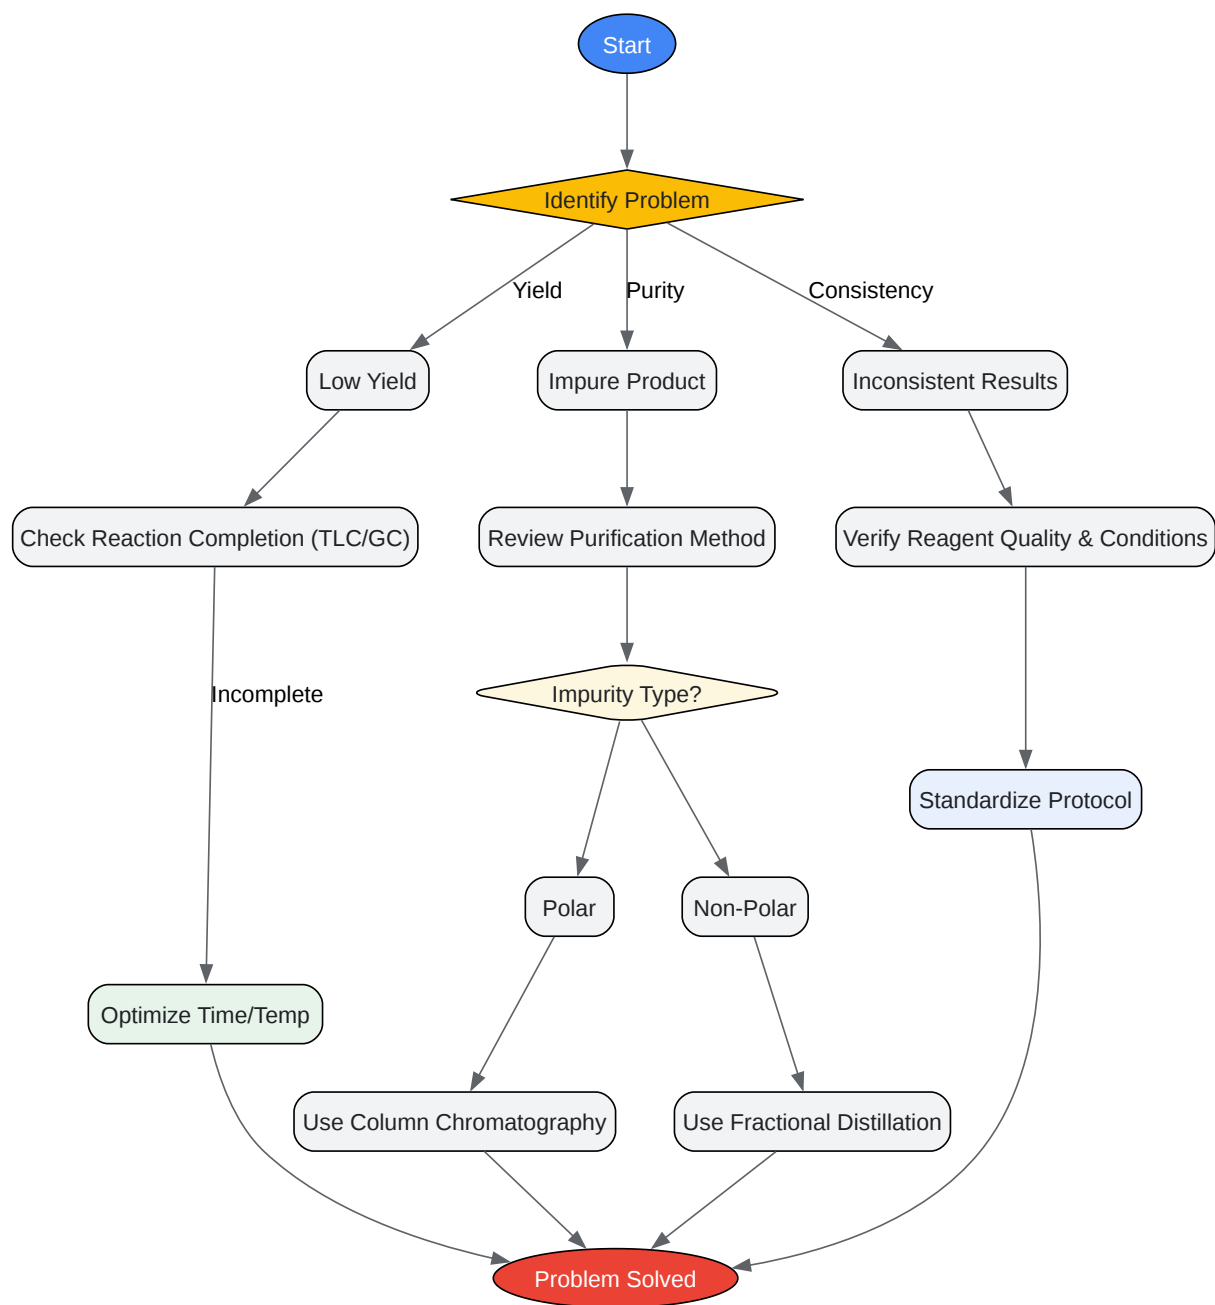 Start
Identify Problem
Yield
Purity
Consistency
Low Yield
Impure Product
Inconsistent Results
Check Reaction Completion (TLC/GC)
Review Purification Method
Verify Reagent Quality & Conditions
Incomplete
Impurity Type?
Standardize Protocol
Polar
Non-Polar
Optimize Time/Temp
Use Column Chromatography
Use Fractional Distillation
Problem Solved